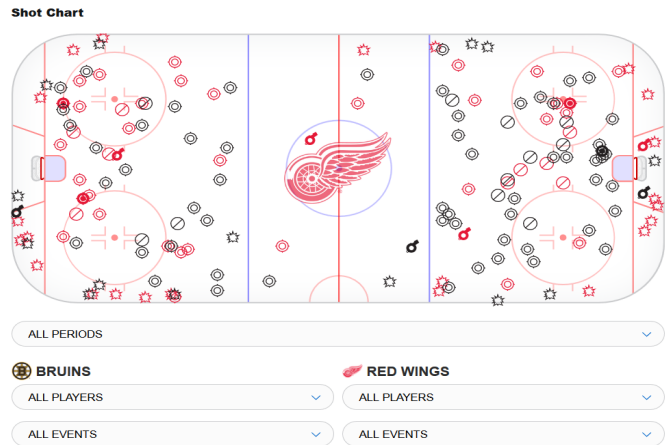 Shot Chart
ALL PERIODS
BRUINS
RED WINGS
ALL PLAYERS
ALL PLAYERS
ALL EVENTS
ALL EVENTS